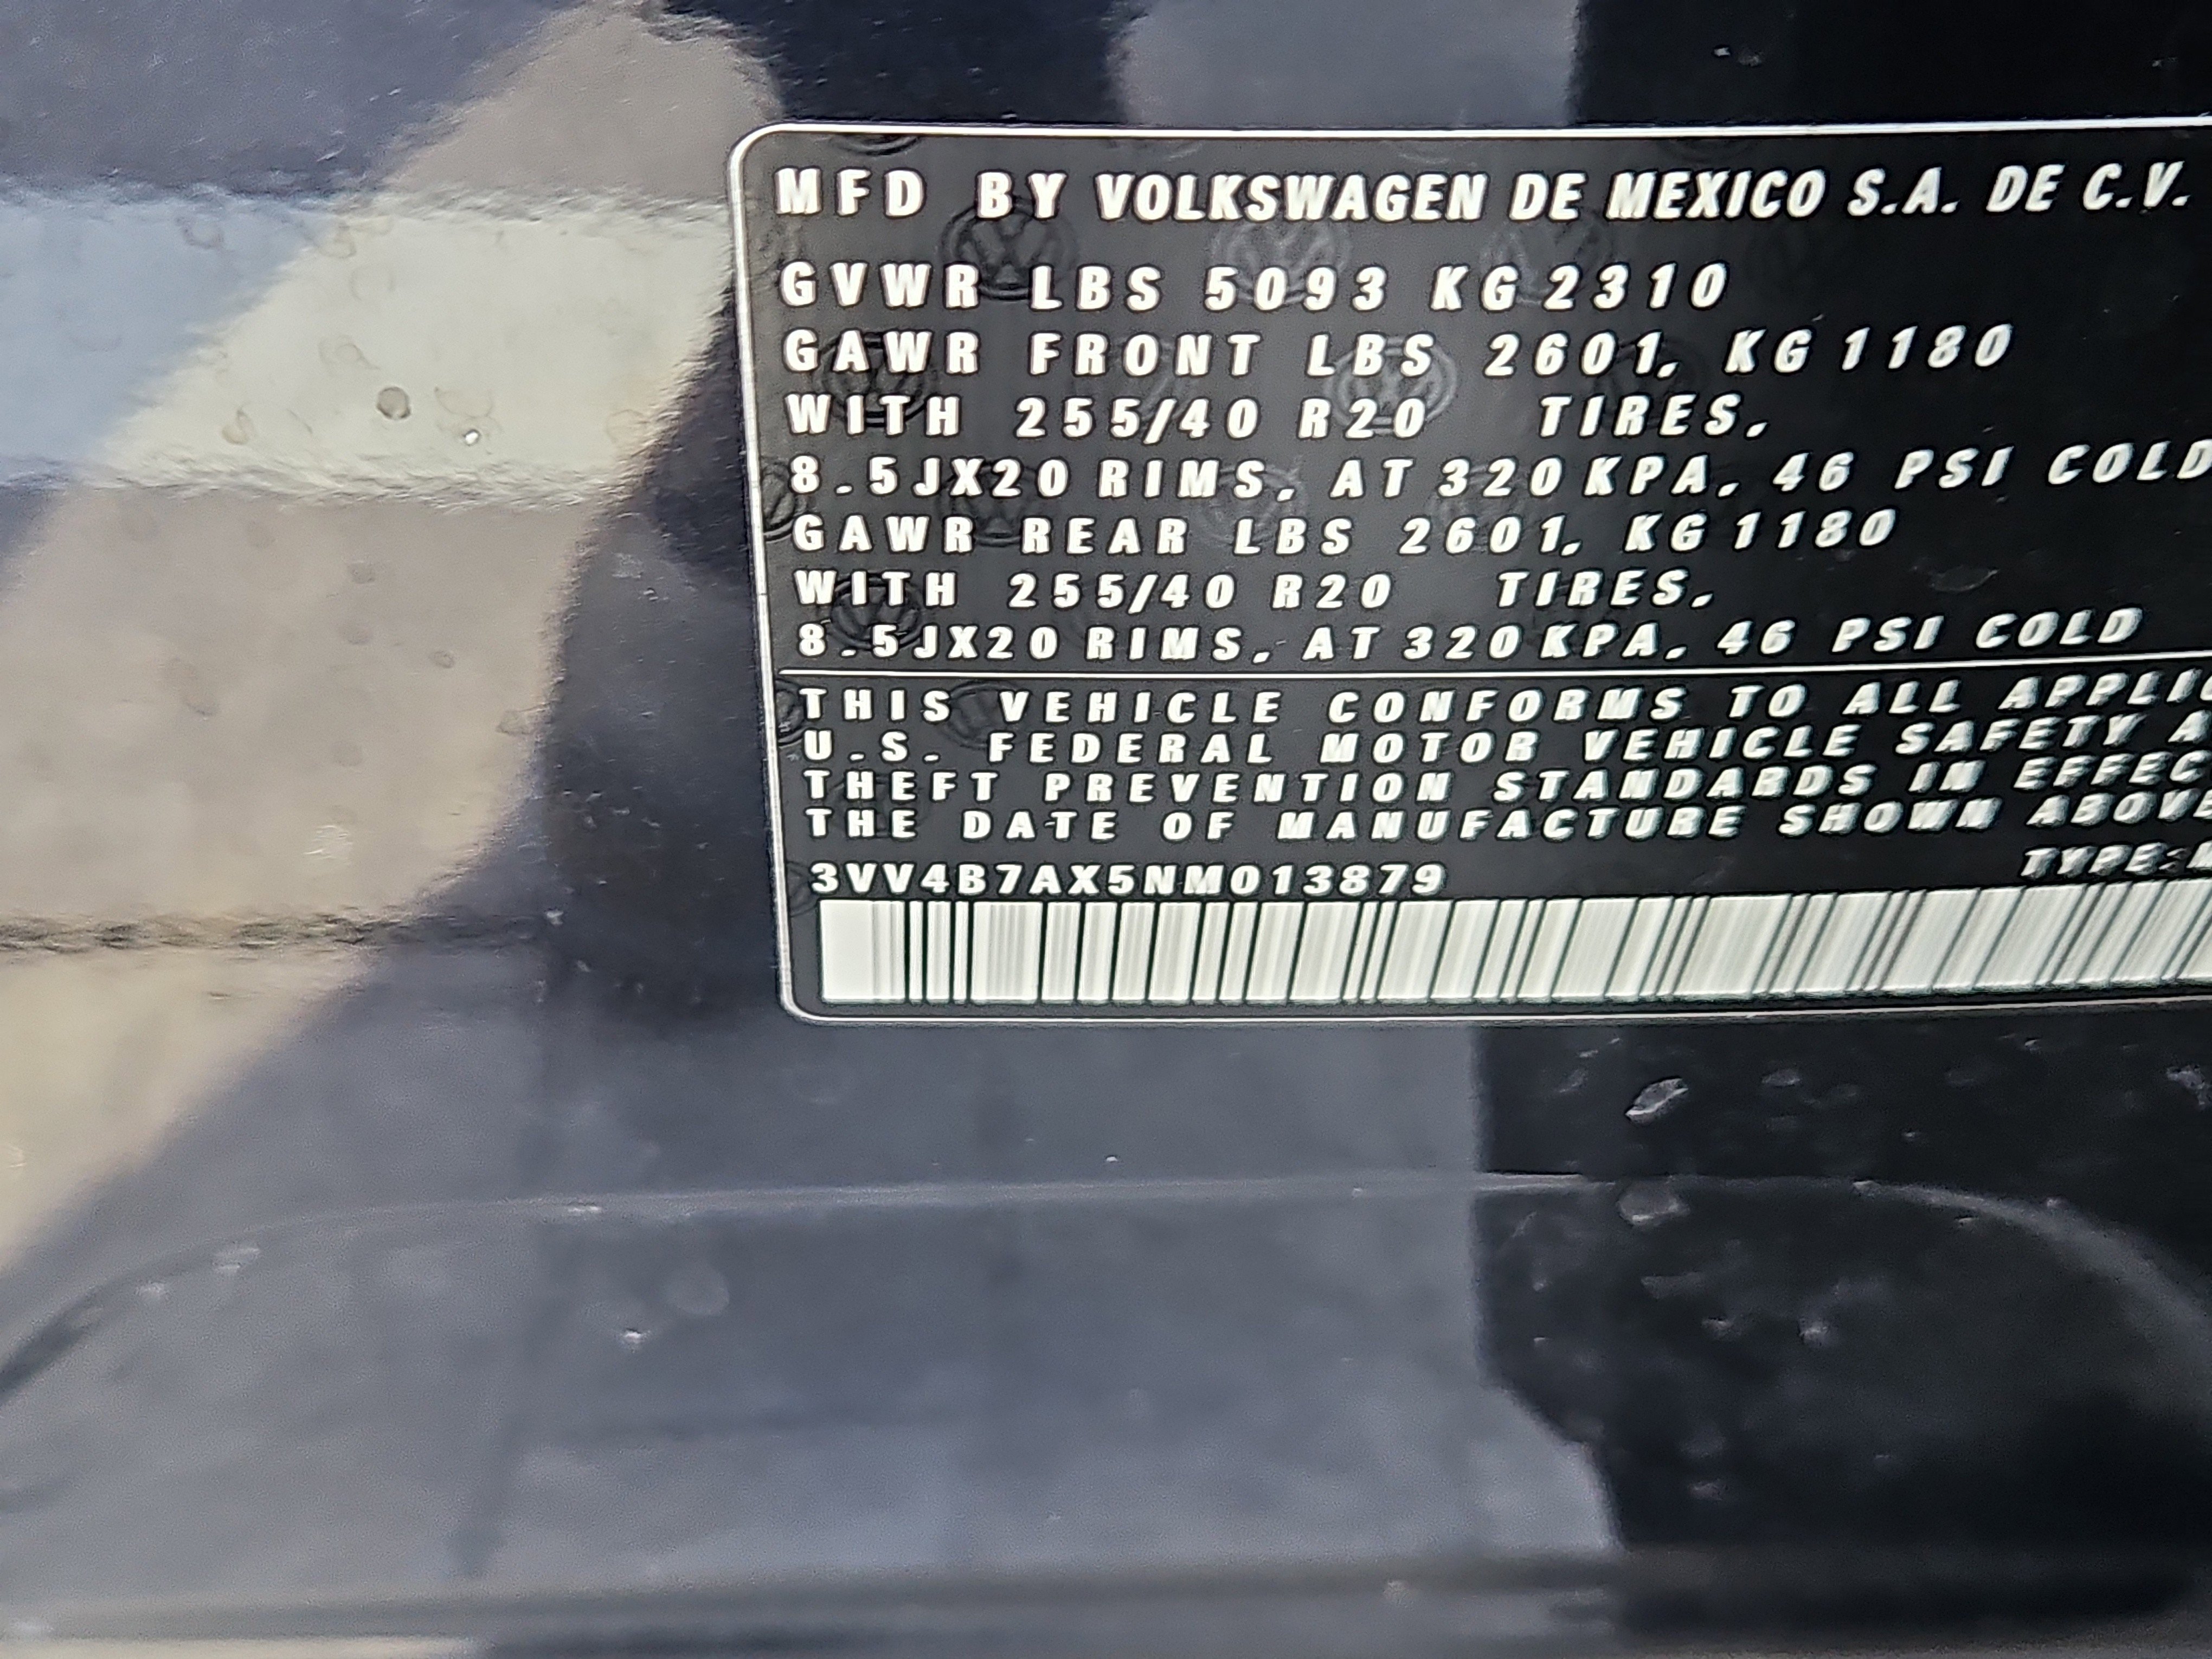 MFD BY VOLKSWAGEN DE MEXICO S.A. DE C.V.
GVWR LBS 5093 KG 2310
GAWR FRONT LBS 2601, KG 1180
WITH 255/40 R20 TIRES,
8.5JX20 RIMS, AT 320 KPA, 46 PSI COLD
GAWR REAR LBS 2601, KG 1180
WITH 255/40 R20 TIRES,
8.5JX20 RIMS, AT 320 KPA, 46 PSI COLD
THIS VEHICLE CONFORMS TO ALL
U.S. FEDERAL MOTOR VEHICLE SAFETY
THEFT PREVENTION STANDARDS IN
THE DATE OF MANUFACTURE SHOWN ABOVE
3VV4B7AX5NM013879
TYPE: